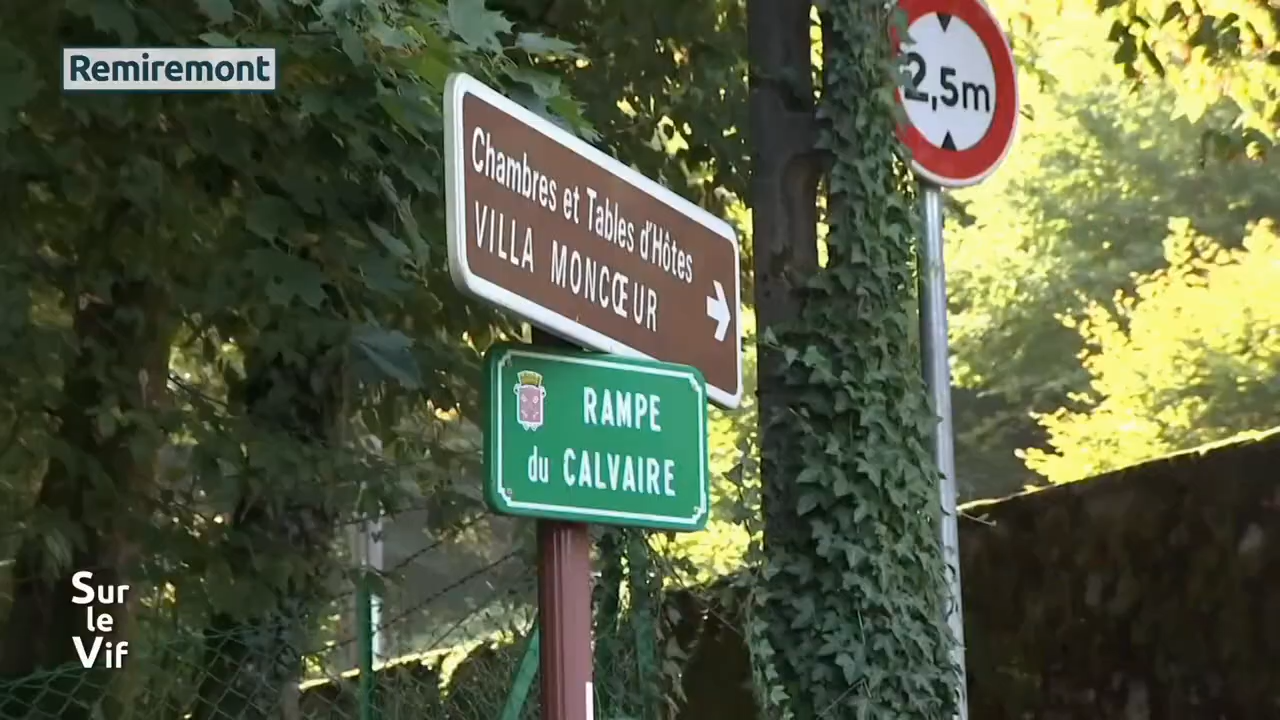 Remiremont
Chambres et Tables d'Hôtes
VILLA MONCŒUR
2,5m
RAMPE
du CALVAIRE
Sur
le
Vif